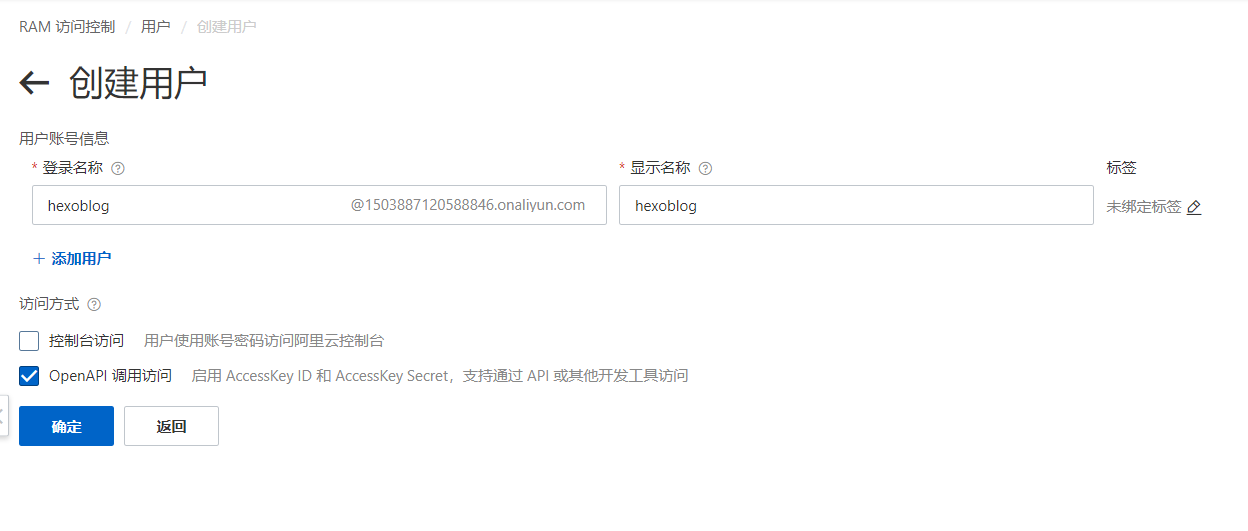 RAM 访问控制 / 用户 / 创建用户
← 创建用户
用户账号信息
* 登录名称 * 显示名称 标签
hexoblog @1503887120588846.onaliyun.com hexoblog 未绑定标签
+ 添加用户
访问方式
控制台访问 用户使用账号密码访问阿里云控制台
OpenAPI 调用访问 启用 AccessKey ID 和 AccessKey Secret，支持通过 API 或其他开发工具访问
确定 返回